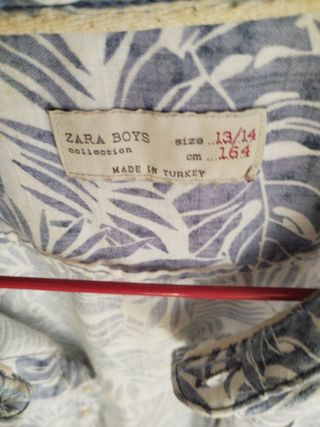 ZARA BOYS size ...13/14
collection cm ...164
MADE IN TURKEY